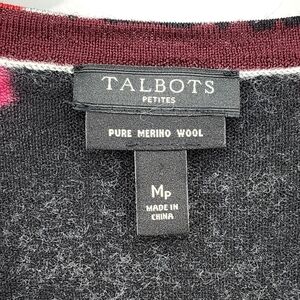 TALBOTS
PETITES
PURE MERINO WOOL
MP
MADE IN
CHINA